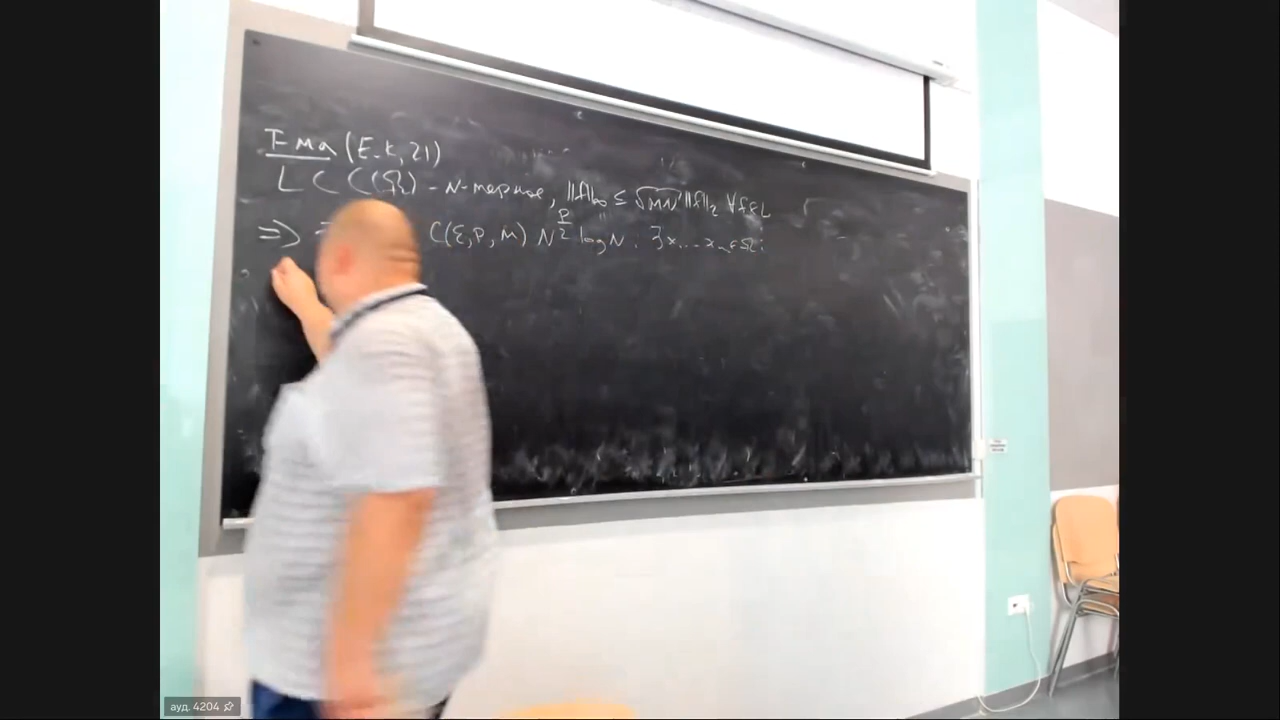 T-ма (E.K, 21)
L ⊂ C(Ω) - N-мерное, ||f||∞ ≤ √MN ||f||₂ ∀f∈L
⇒ C(ε,p,M) N^{p/2} log N. ∃x₁...xₘ∈Ω:
ауд. 4204